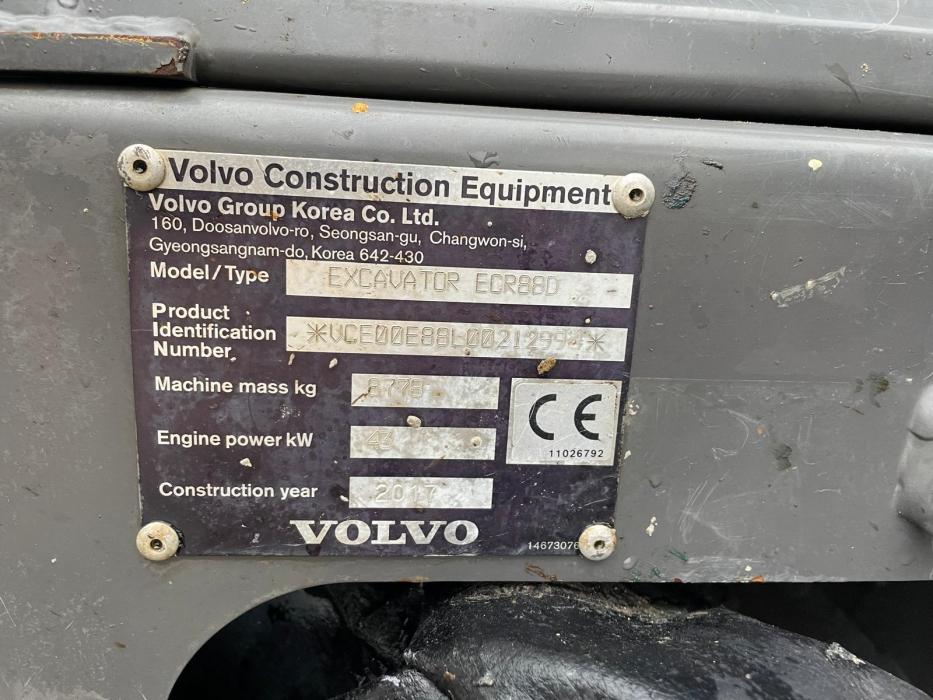 Volvo Construction Equipment
Volvo Group Korea Co. Ltd.
160, Doosanvolvo-ro, Seongsan-gu, Changwon-si,
Gyeongsangnam-do, Korea 642-430
Model/Type EXCAVATOR ECR88D
Product
Identification
Number
Machine mass kg
Engine power kW
CE
11026792
Construction year 2017
VOLVO